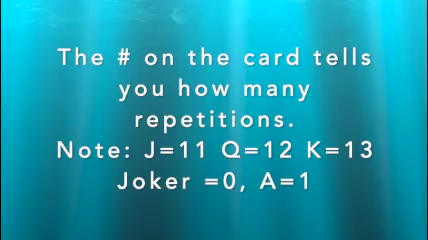 The # on the card tells
you how many
repetitions.
Note: J=11 Q=12 K=13
Joker =0, A=1